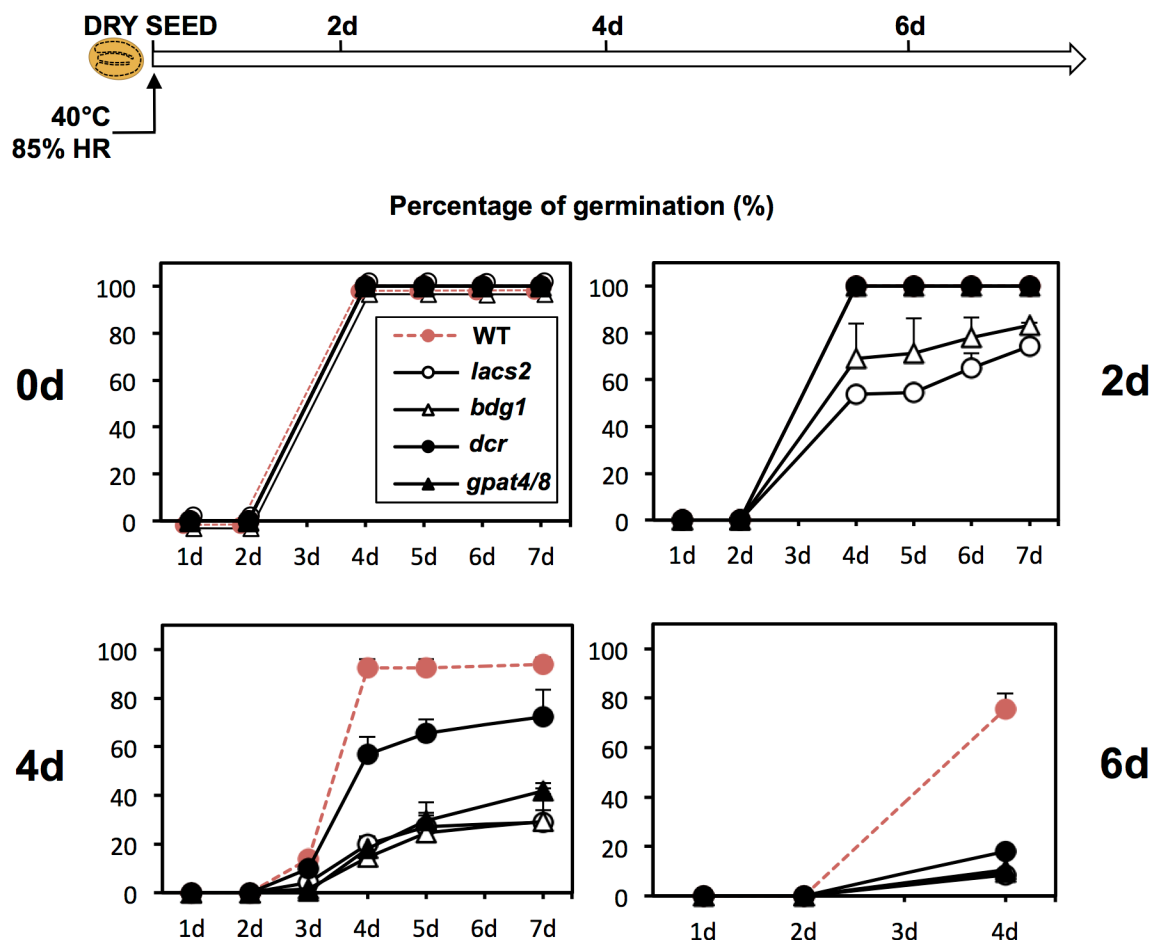 DRY SEED 2d 4d 6d
40°C
85% HR
Percentage of germination (%)
0d
100
80
60
40
20
0
1d 2d 3d 4d 5d 6d 7d
WT
lacs2
bdg1
dcr
gpat4/8
2d
100
80
60
40
20
0
1d 2d 3d 4d 5d 6d 7d
4d
100
80
60
40
20
0
1d 2d 3d 4d 5d 6d 7d
6d
100
80
60
40
20
0
1d 2d 3d 4d